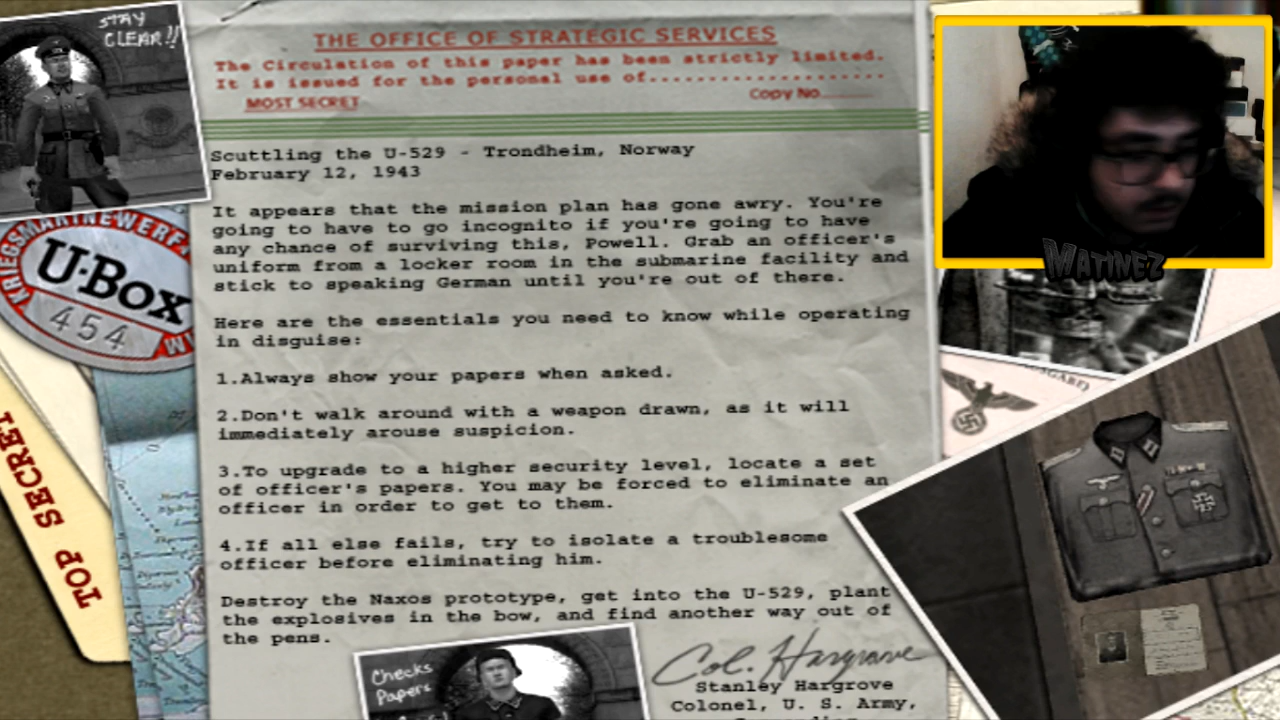 STAY
CLEAR!!
THE OFFICE OF STRATEGIC SERVICES
The Circulation of this paper has been strictly limited.
It is issued for the personal use of.....................
MOST SECRET
Copy No.
Scuttling the U-529 - Trondheim, Norway
February 12, 1943
It appears that the mission plan has gone awry. You're
going to have to go incognito if you're going to have
any chance of surviving this, Powell. Grab an officer's
uniform from a locker room in the submarine facility and
stick to speaking German until you're out of there.
Here are the essentials you need to know while operating
in disguise:
1.Always show your papers when asked.
2.Don't walk around with a weapon drawn, as it will
immediately arouse suspicion.
3.To upgrade to a higher security level, locate a set
of officer's papers. You may be forced to eliminate an
officer in order to get to them.
4.If all else fails, try to isolate a troublesome
officer before eliminating him.
Destroy the Naxos prototype, get into the U-529, plant
the explosives in the bow, and find another way out of
the pens.
Col. Hargrove
Stanley Hargrove
Colonel, U. S. Army,
Checks
Papers
KRIEGSMARINEWERFA
U-BOX
454
TOP SECRET
MATINEZ